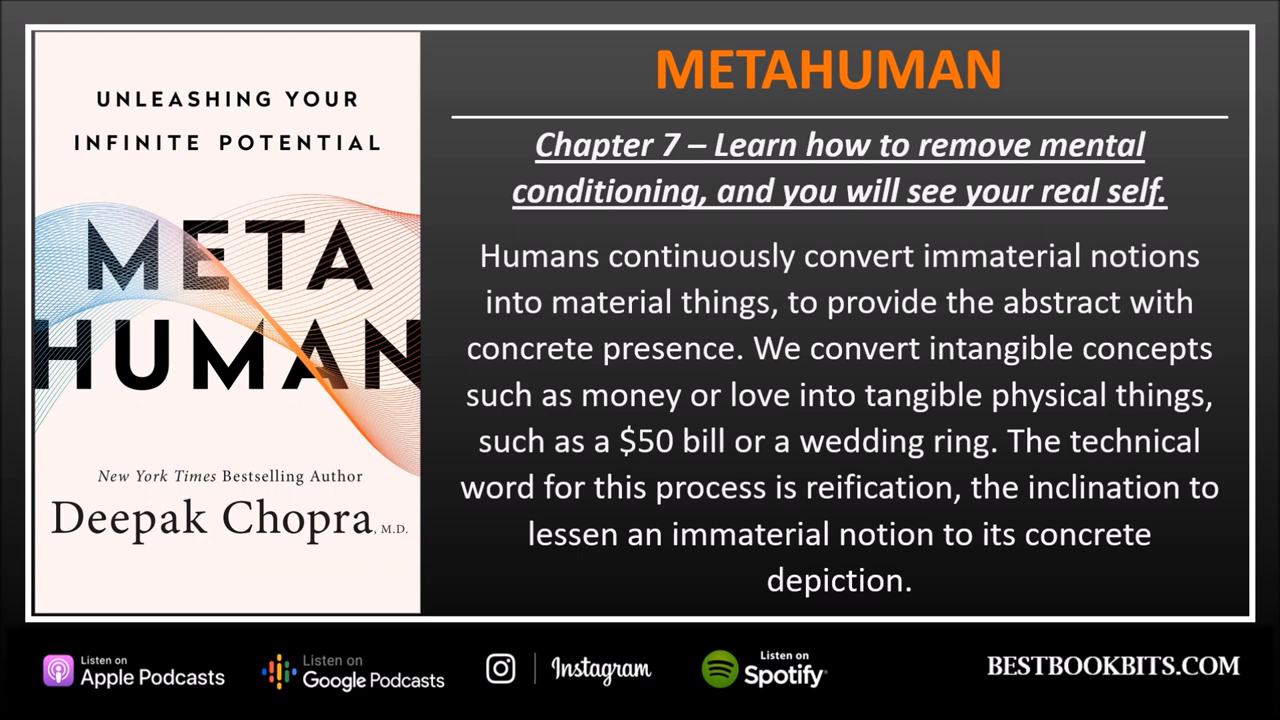 UNLEASHING YOUR
INFINITE POTENTIAL
META
HUMAN
New York Times Bestselling Author
Deepak Chopra, M.D.
METAHUMAN
Chapter 7 – Learn how to remove mental
conditioning, and you will see your real self.
Humans continuously convert immaterial notions
into material things, to provide the abstract with
concrete presence. We convert intangible concepts
such as money or love into tangible physical things,
such as a $50 bill or a wedding ring. The technical
word for this process is reification, the inclination to
lessen an immaterial notion to its concrete
depiction.
Listen on
Apple Podcasts
Listen on
Google Podcasts
Instagram
Listen on
Spotify
BESTBOOKBITS.COM